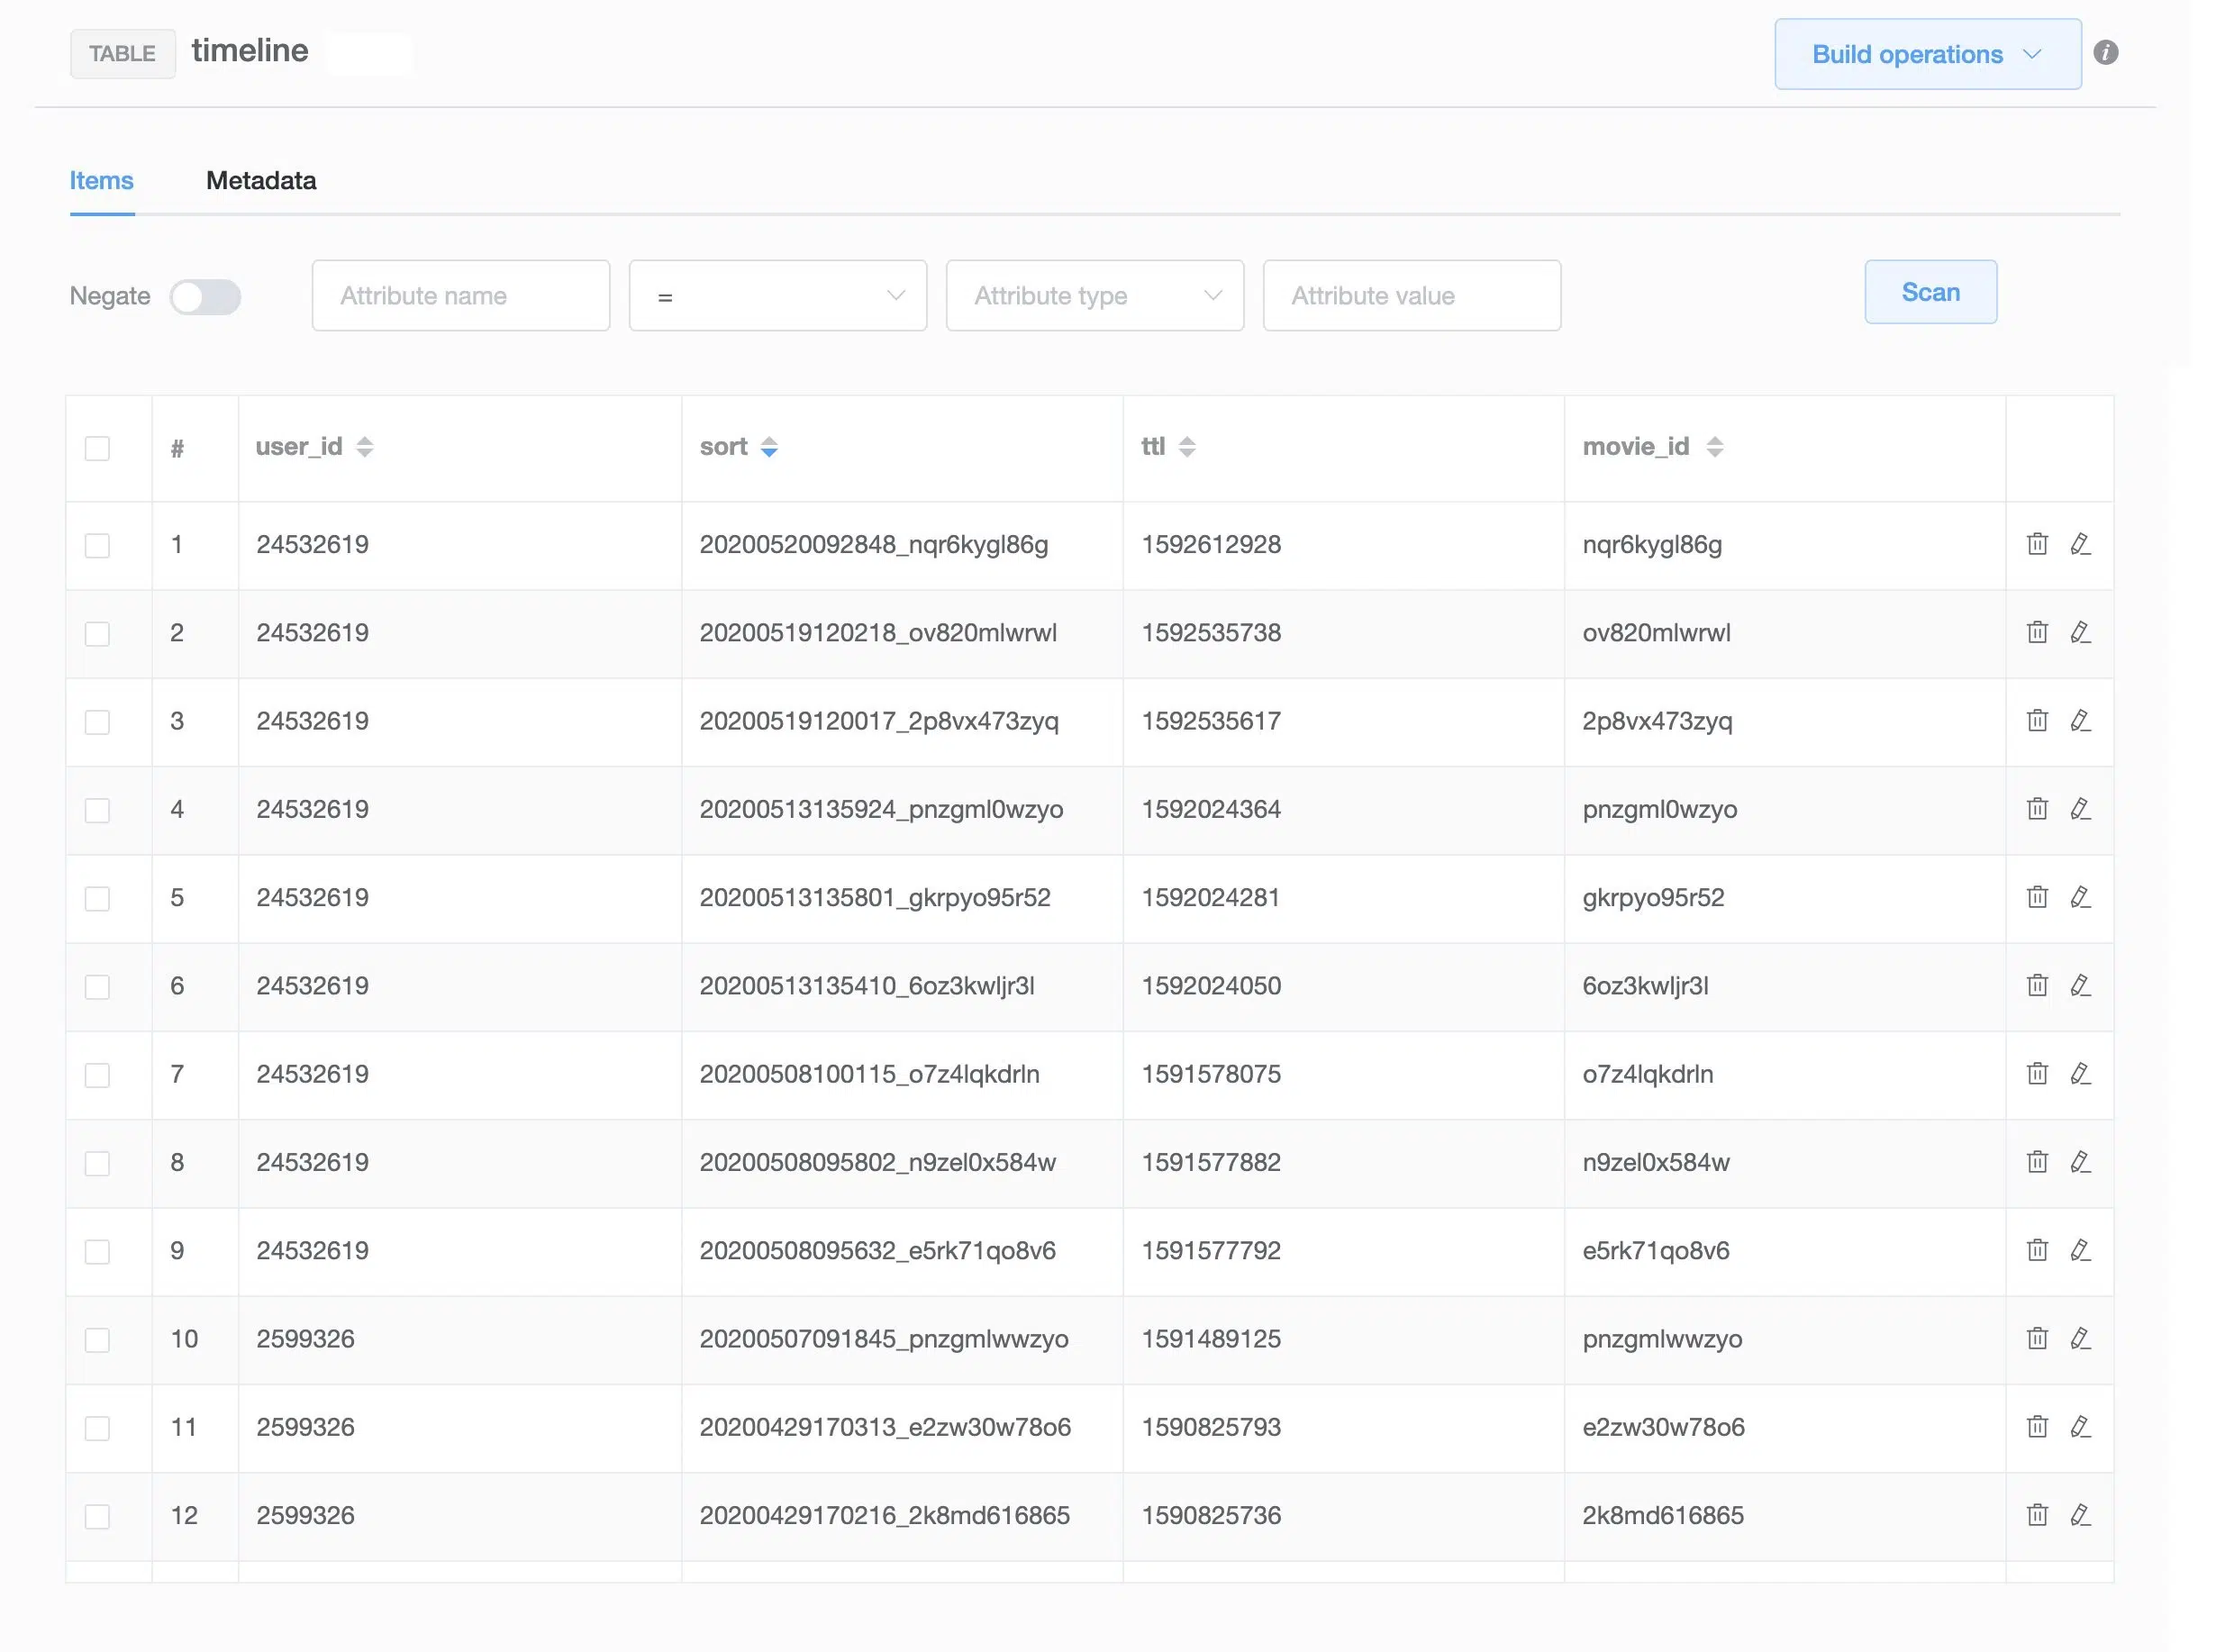 TABLE timeline Build operations i
Items Metadata
Negate Attribute name = Attribute type Attribute value Scan
# user_id sort ttl movie_id
1 24532619 20200520092848_nqr6kygl86g 1592612928 nqr6kygl86g
2 24532619 20200519120218_ov820mlwrwl 1592535738 ov820mlwrwl
3 24532619 20200519120017_2p8vx473zyq 1592535617 2p8vx473zyq
4 24532619 20200513135924_pnzgml0wzyo 1592024364 pnzgml0wzyo
5 24532619 20200513135801_gkrpyo95r52 1592024281 gkrpyo95r52
6 24532619 20200513135410_6oz3kwljr3l 1592024050 6oz3kwljr3l
7 24532619 20200508100115_o7z4lqkdrln 1591578075 o7z4lqkdrln
8 24532619 20200508095802_n9zel0x584w 1591577882 n9zel0x584w
9 24532619 20200508095632_e5rk71qo8v6 1591577792 e5rk71qo8v6
10 2599326 20200507091845_pnzgmlwwzyo 1591489125 pnzgmlwwzyo
11 2599326 20200429170313_e2zw30w78o6 1590825793 e2zw30w78o6
12 2599326 20200429170216_2k8md616865 1590825736 2k8md616865